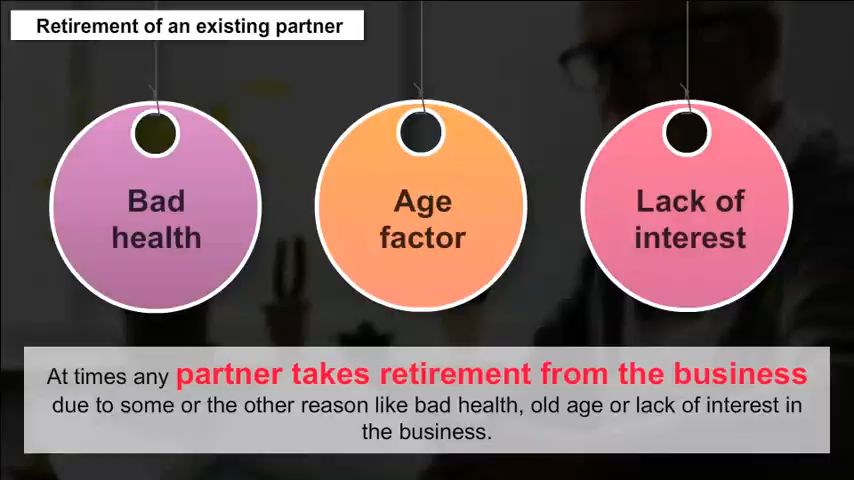 Retirement of an existing partner
Bad
health
Age
factor
Lack of
interest
At times any partner takes retirement from the business
due to some or the other reason like bad health, old age or lack of interest in
the business.